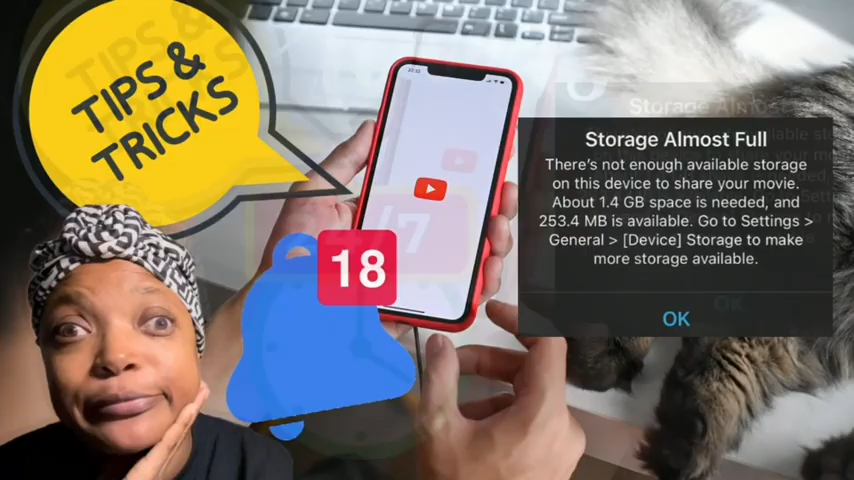 TIPS &
TRICKS
18
Storage Almost Full
There's not enough available storage
on this device to share your movie.
About 1.4 GB space is needed, and
253.4 MB is available. Go to Settings >
General > [Device] Storage to make
more storage available.
OK